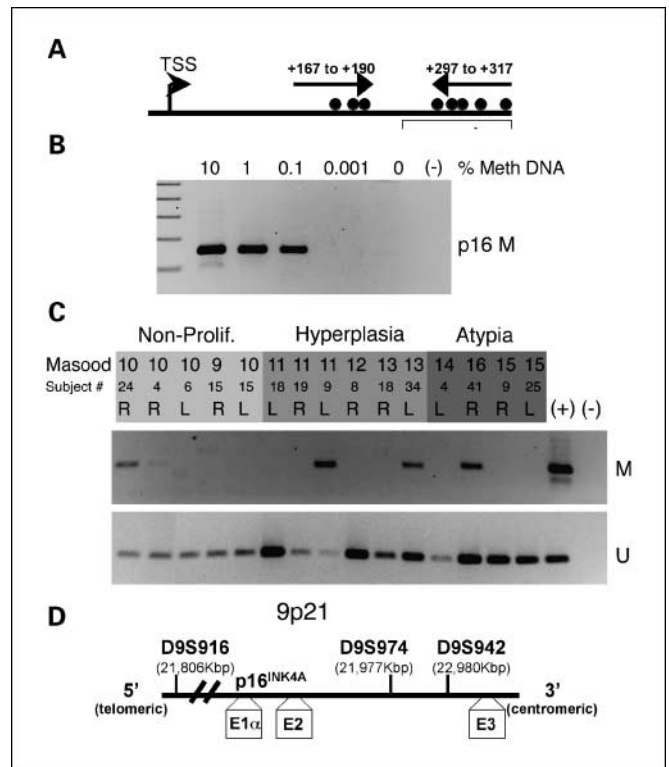 A
TSS
+167 to +190
+297 to +317
B
10 1 0.1 0.001 0 (-) % Meth DNA
p16 M
C
Non-Prolif. Hyperplasia Atypia
Masood 10 10 10 9 10 11 11 11 12 13 13 14 16 15 15
Subject # 24 4 6 15 15 18 19 9 8 18 34 4 41 9 25
R R L R L L R L R R L L R R L (+) (-)
M
U
D
9p21
D9S916 D9S974 D9S942
(21,806Kbp) p16INK4A (21,977Kbp) (22,980Kbp)
5' 3'
(telomeric) (centromeric)
E1α E2 E3